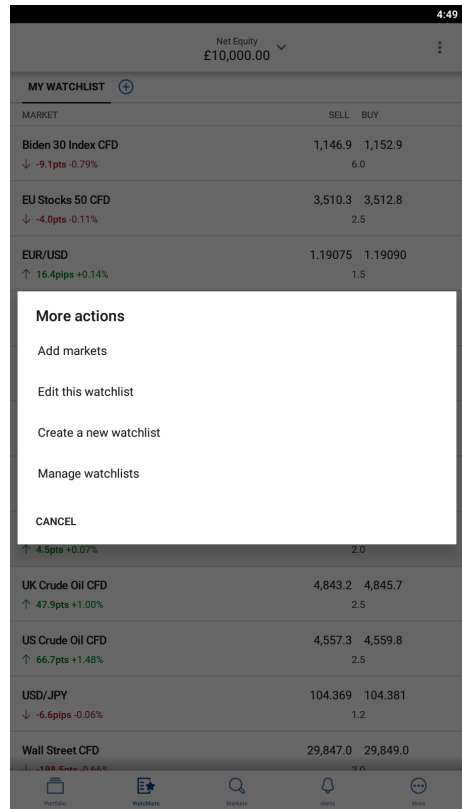 4:49
Net Equity
£10,000.00
MY WATCHLIST
MARKET SELL BUY
Biden 30 Index CFD 1,146.9 1,152.9
↓ -9.1pts -0.79% 6.0
EU Stocks 50 CFD 3,510.3 3,512.8
↓ -4.0pts -0.11% 2.5
EUR/USD 1.19075 1.19090
↑ 16.4pips +0.14% 1.5
More actions
Add markets
Edit this watchlist
Create a new watchlist
Manage watchlists
CANCEL
↑ 4.5pts +0.07% 2.0
UK Crude Oil CFD 4,843.2 4,845.7
↑ 47.9pts +1.00% 2.5
US Crude Oil CFD 4,557.3 4,559.8
↑ 66.7pts +1.48% 2.5
USD/JPY 104.369 104.381
↓ -6.6pips -0.06% 1.2
Wall Street CFD 29,847.0 29,849.0
↓ -198.5pts -0.66% 2.0
Portfolio Watchlists Markets Alerts More